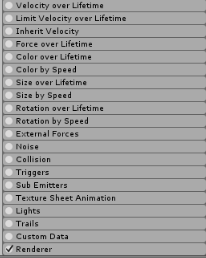 Velocity over Lifetime
Limit Velocity over Lifetime
Inherit Velocity
Force over Lifetime
Color over Lifetime
Color by Speed
Size over Lifetime
Size by Speed
Rotation over Lifetime
Rotation by Speed
External Forces
Noise
Collision
Triggers
Sub Emitters
Texture Sheet Animation
Lights
Trails
Custom Data
Renderer